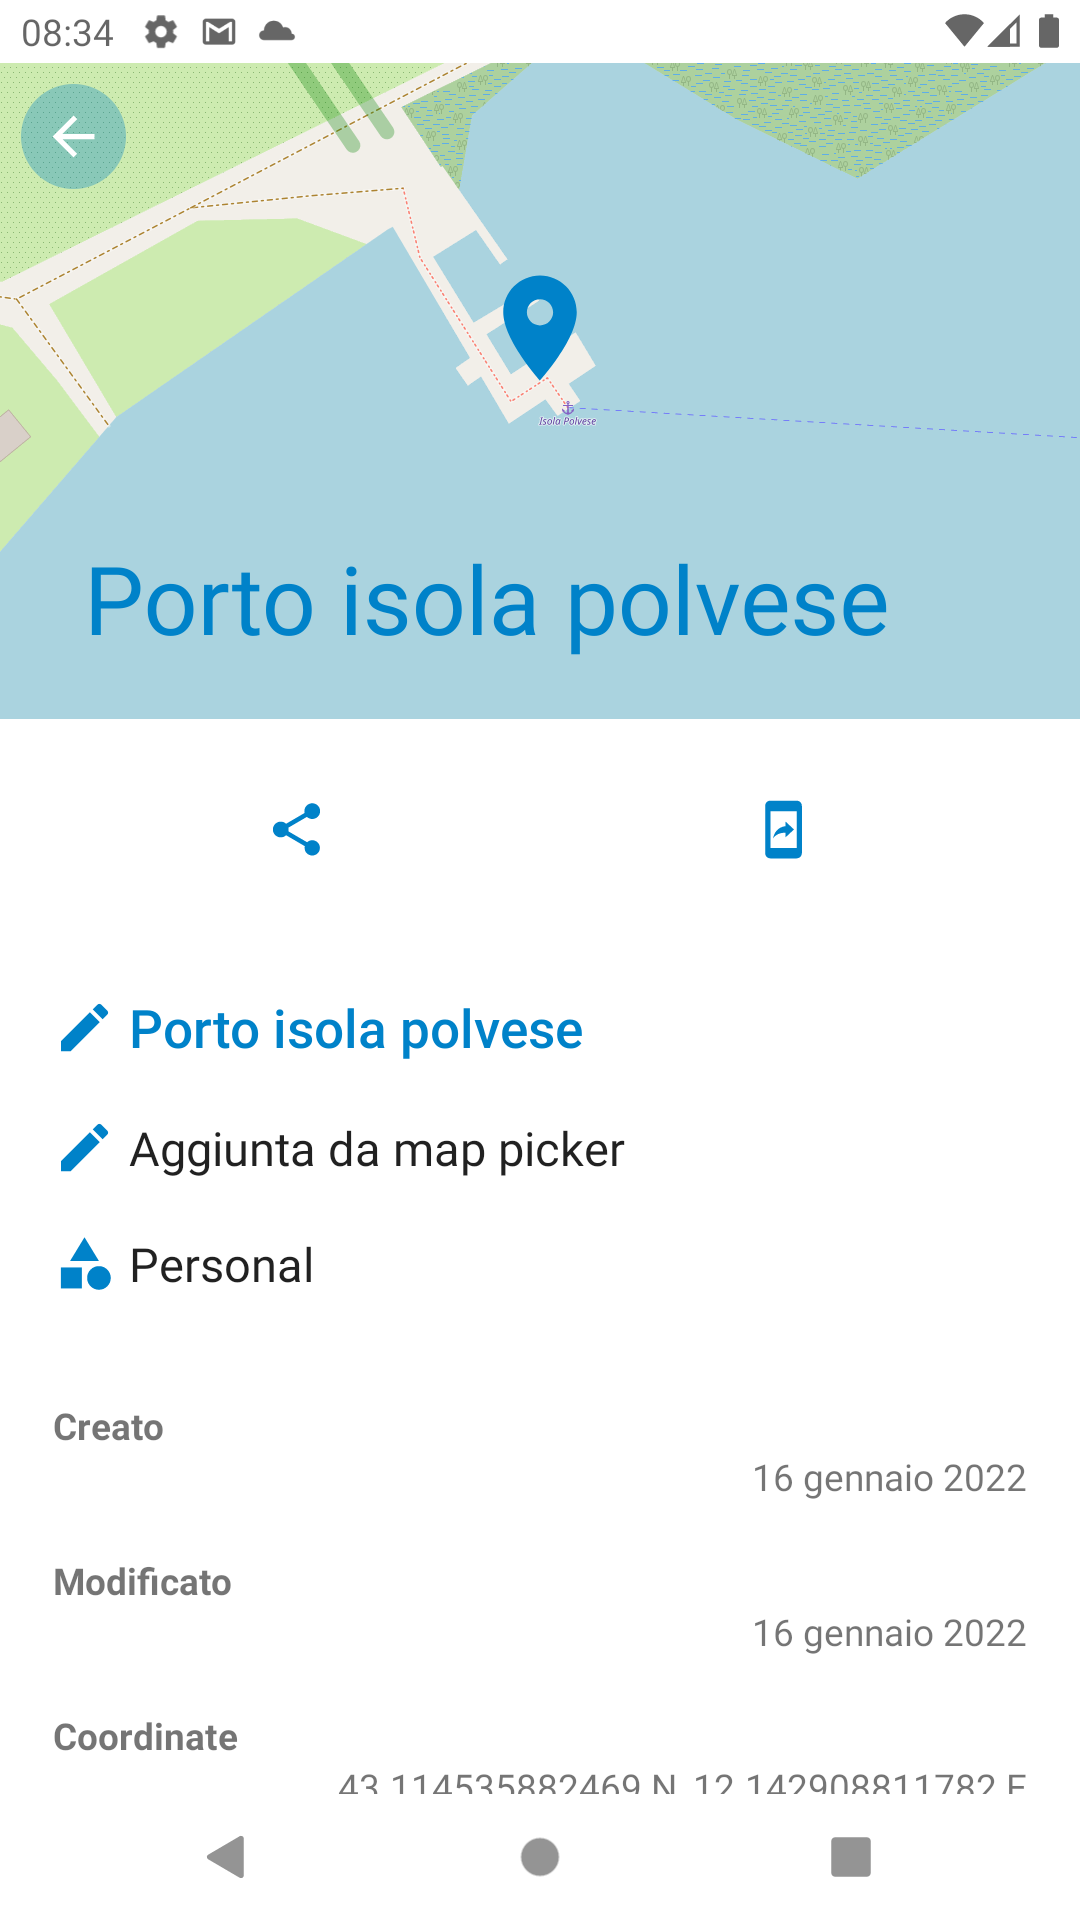 08:34
Isola Polvese
Porto isola polvese
Porto isola polvese
Aggiunta da map picker
Personal
Creato
16 gennaio 2022
Modificato
16 gennaio 2022
Coordinate
43.114535882469 N, 12.142908811782 E